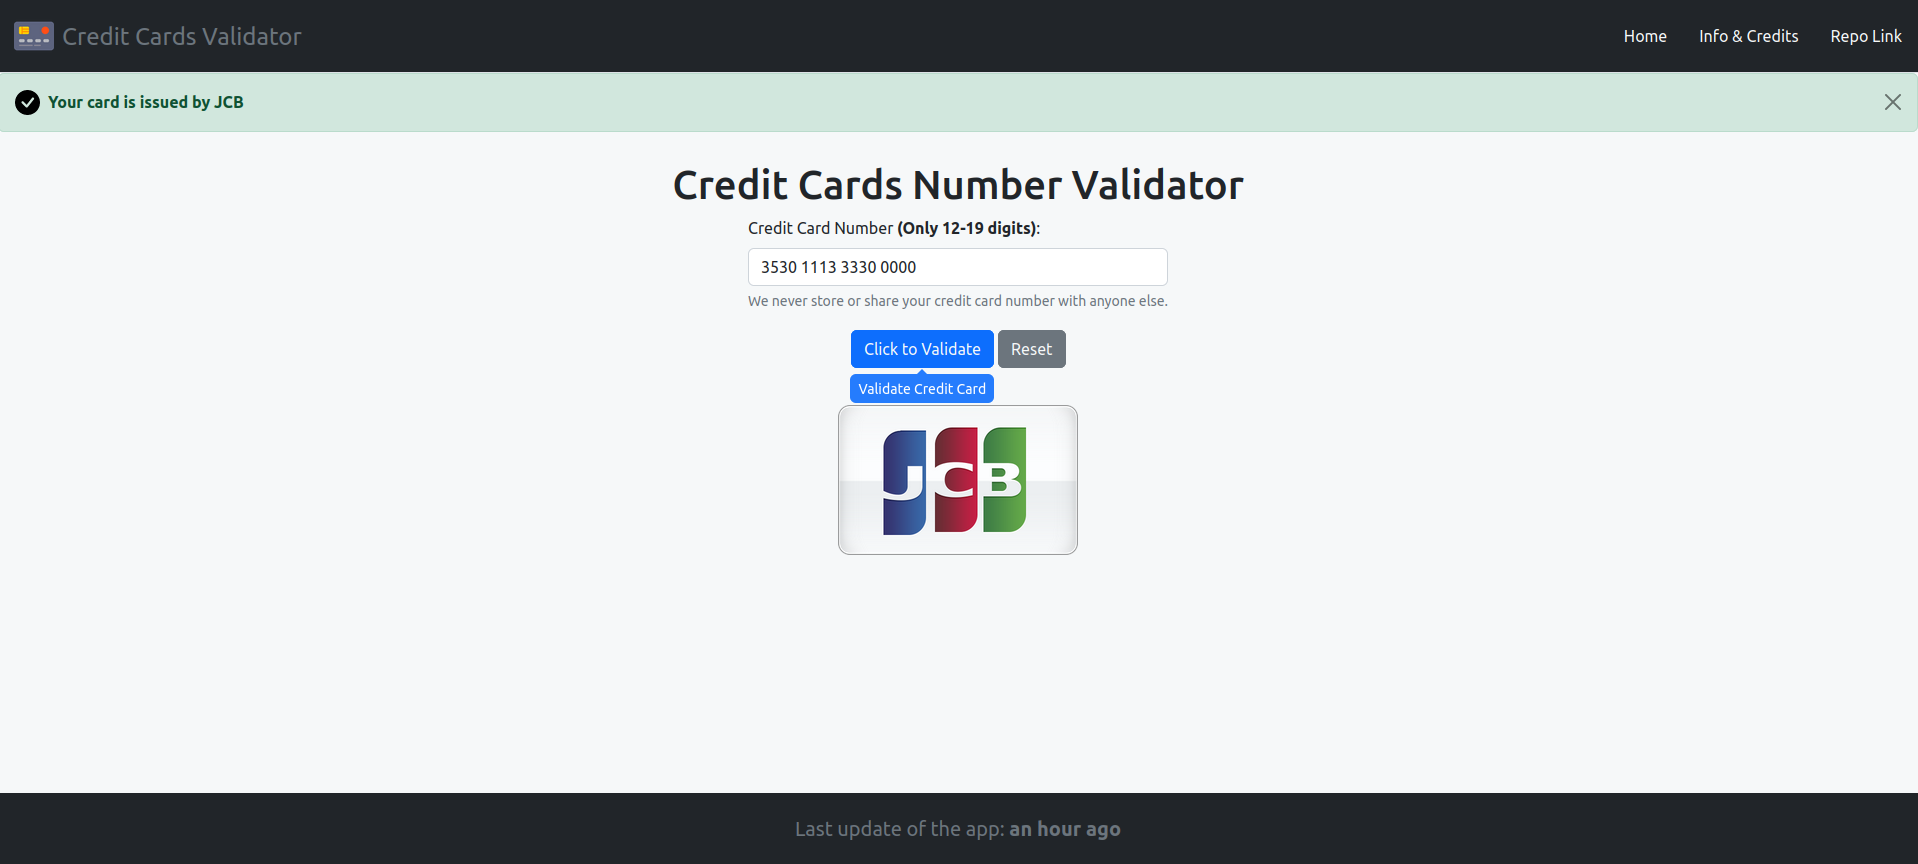 Credit Cards Validator
Home Info & Credits Repo Link
Your card is issued by JCB
Credit Cards Number Validator
Credit Card Number (Only 12-19 digits):
3530 1113 3330 0000
We never store or share your credit card number with anyone else.
Click to Validate Reset
Validate Credit Card
JCB
Last update of the app: an hour ago